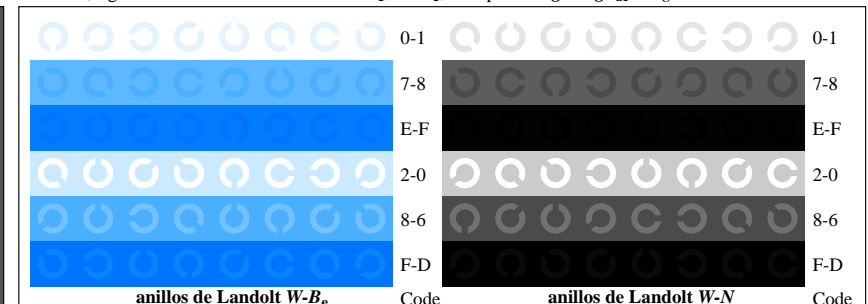 0-1 0-1
7-8 7-8
E-F E-F
2-0 2-0
8-6 8-6
F-D F-D
anillos de Landolt W-Be Code anillos de Landolt W-N Code